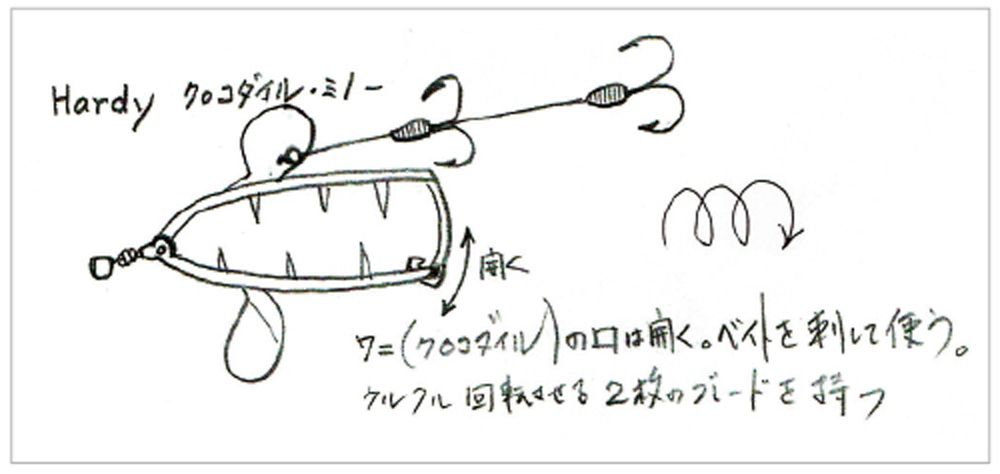 Hardy クロコダイル・ミノー
開く
ワニ(クロコダイル)の口は開く。ベイトを刺して使う。
クルクル回転させる2枚のブレードを持つ